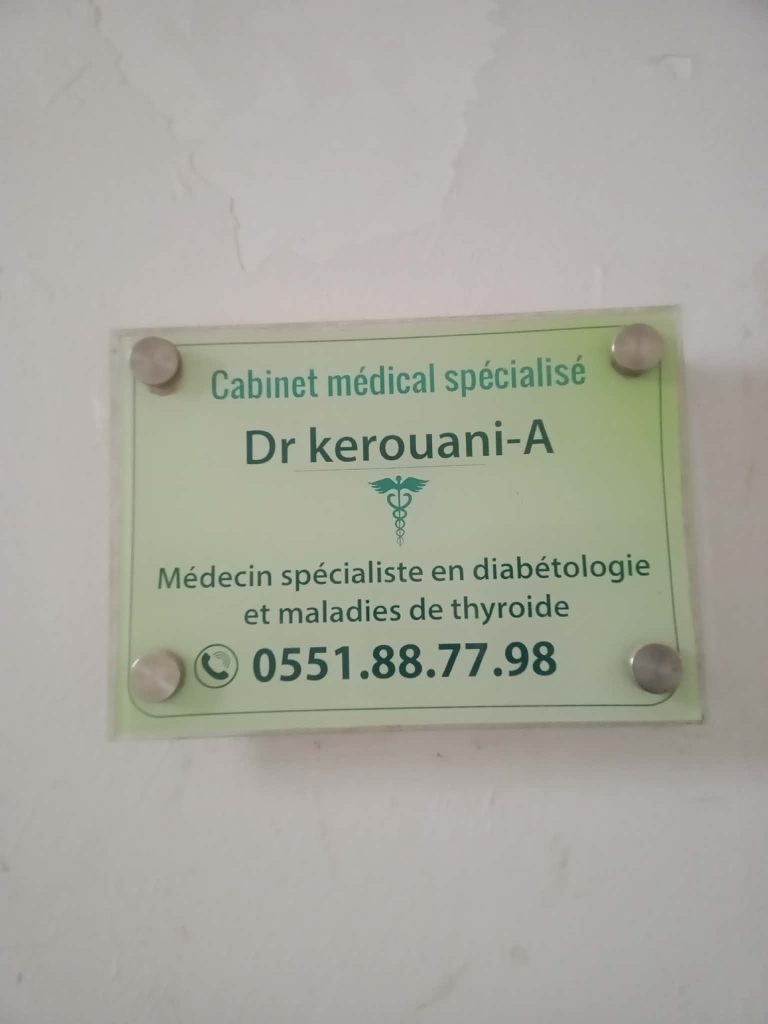 Cabinet médical spécialisé
Dr kerouani-A
Médecin spécialiste en diabétologie
et maladies de thyroide
0551.88.77.98